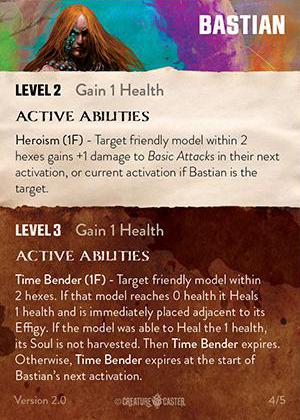 BASTIAN
LEVEL 2 Gain 1 Health
ACTIVE ABILITIES
Heroism (1F) - Target friendly model within 2
hexes gains +1 damage to Basic Attacks in their next
activation, or current activation if Bastian is the
target.
LEVEL 3 Gain 1 Health
ACTIVE ABILITIES
Time Bender (1F) - Target friendly model within
2 hexes. If that model reaches 0 health it Heals
1 health and is immediately placed adjacent to its
Effigy. If the model was able to Heal the 1 health,
its Soul is not harvested. Then Time Bender expires.
Otherwise, Time Bender expires at the start of
Bastian's next activation.
Version 2.0 © CREATURE CASTER 4/5